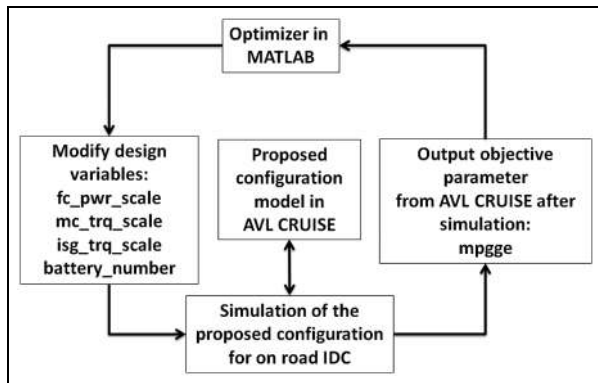 Optimizer in
MATLAB
Modify design
variables:
fc_pwr_scale
mc_trq_scale
isg_trq_scale
battery_number
Proposed
configuration
model in
AVL CRUISE
Output objective
parameter
from AVL CRUISE after
simulation:
mpgge
Simulation of the
proposed configuration
for on road IDC